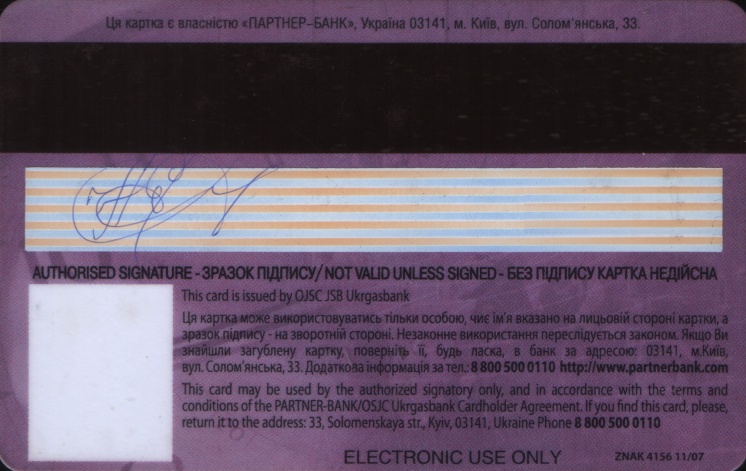 Ця картка є власністю «ПАРТНЕР-БАНК», Україна 03141, м. Київ, вул. Солом'янська, 33.
AUTHORISED SIGNATURE - ЗРАЗОК ПІДПИСУ/ NOT VALID UNLESS SIGNED - БЕЗ ПІДПИСУ КАРТКА НЕДІЙСНА
This card is issued by OJSC JSB Ukrgasbank
Ця картка може використовуватись тільки особою, чиє ім'я вказано на лицьовій стороні картки, а
зразок підпису - на зворотній стороні. Незаконне використання переслідується законом. Якщо Ви
знайшли загублену картку, поверніть її, будь ласка, в банк за адресою: 03141, м.Київ,
вул. Солом'янська, 33. Додаткова інформація за тел.: 8 800 500 0110 http://www.partnerbank.com
This card may be used by the authorized signatory only, and in accordance with the terms and
conditions of the PARTNER-BANK/OSJC Ukrgasbank Cardholder Agreement. If you find this card, please,
return it to the address: 33, Solomenskaya str., Kyiv, 03141, Ukraine Phone 8 800 500 0110
ELECTRONIC USE ONLY
ZNAK 4156 11/07